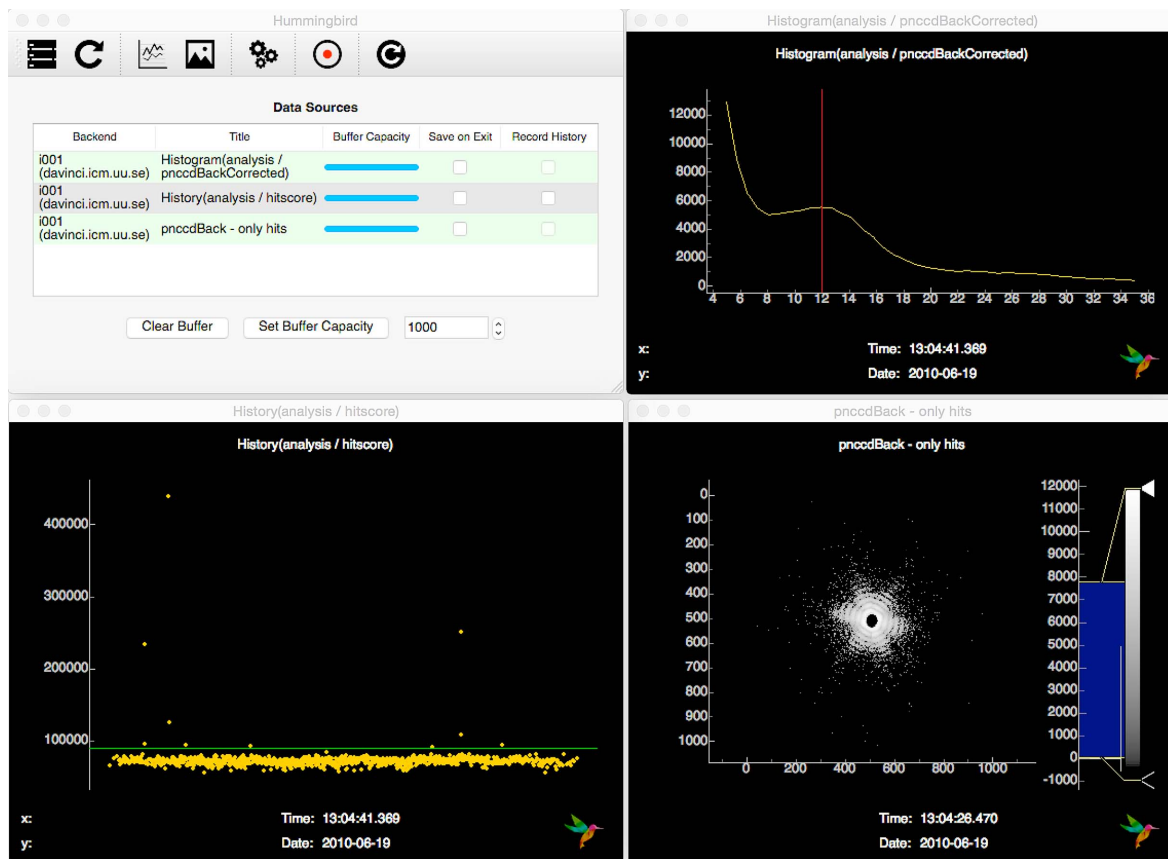 Hummingbird
Data Sources
Backend Title Buffer Capacity Save on Exit Record History
i001
(davinci.icm.uu.se)
Histogram(analysis /
pnccdBackCorrected)
i001
(davinci.icm.uu.se)
History(analysis / hitscore)
i001
(davinci.icm.uu.se)
pnccdBack - only hits
Clear Buffer Set Buffer Capacity 1000
Histogram(analysis / pnccdBackCorrected)
Histogram(analysis / pnccdBackCorrected)
12000
10000
8000
6000
4000
2000
0
4 6 8 10 12 14 16 18 20 22 24 26 28 30 32 34 36
x: Time: 13:04:41.369
y: Date: 2010-06-19
History(analysis / hitscore)
History(analysis / hitscore)
400000
300000
200000
100000
x: Time: 13:04:41.369
y: Date: 2010-06-19
pnccdBack - only hits
pnccdBack - only hits
0
100
200
300
400
500
600
700
800
900
1000
0 200 400 600 800 1000
12000
11000
10000
9000
8000
7000
6000
5000
4000
3000
2000
1000
0
-1000
Time: 13:04:26.470
Date: 2010-06-19